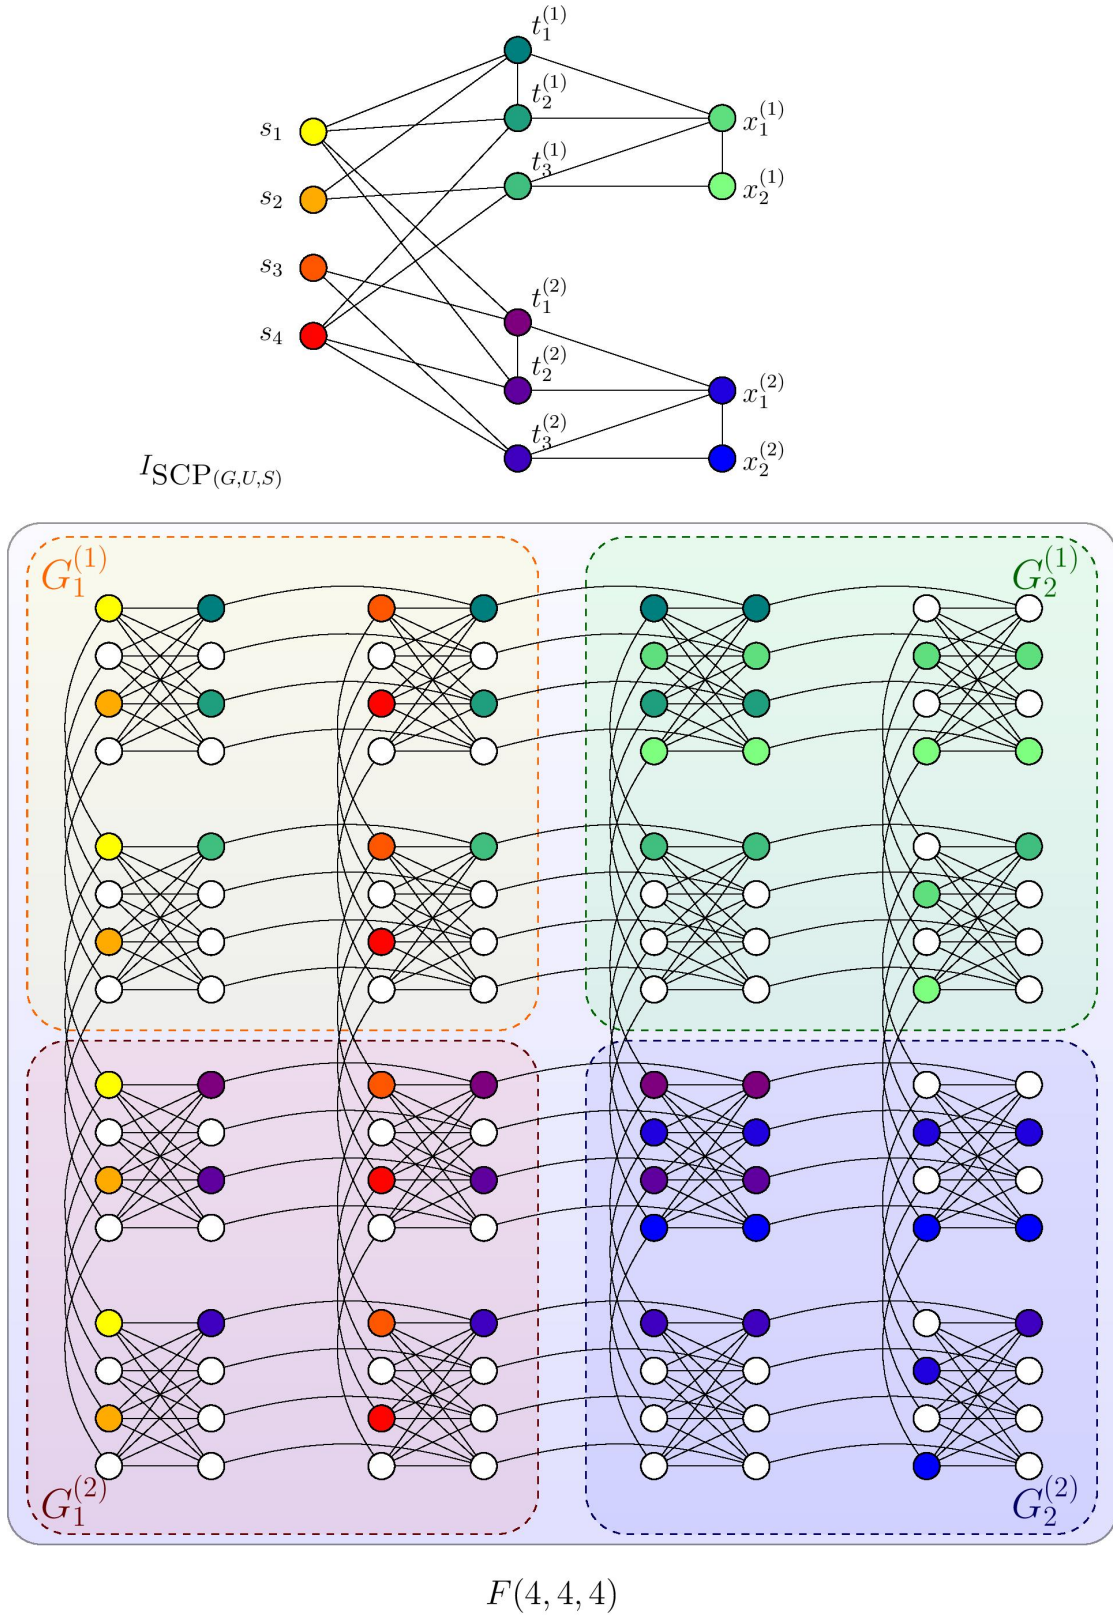 t_1^{(1)}
t_2^{(1)}
s_1
x_1^{(1)}
t_3^{(1)}
s_2
x_2^{(1)}
s_3
t_1^{(2)}
s_4
t_2^{(2)}
x_1^{(2)}
t_3^{(2)}
x_2^{(2)}
I_{SCP(G,U,S)}
G_1^{(1)}
G_2^{(1)}
G_1^{(2)}
G_2^{(2)}
F(4, 4, 4)